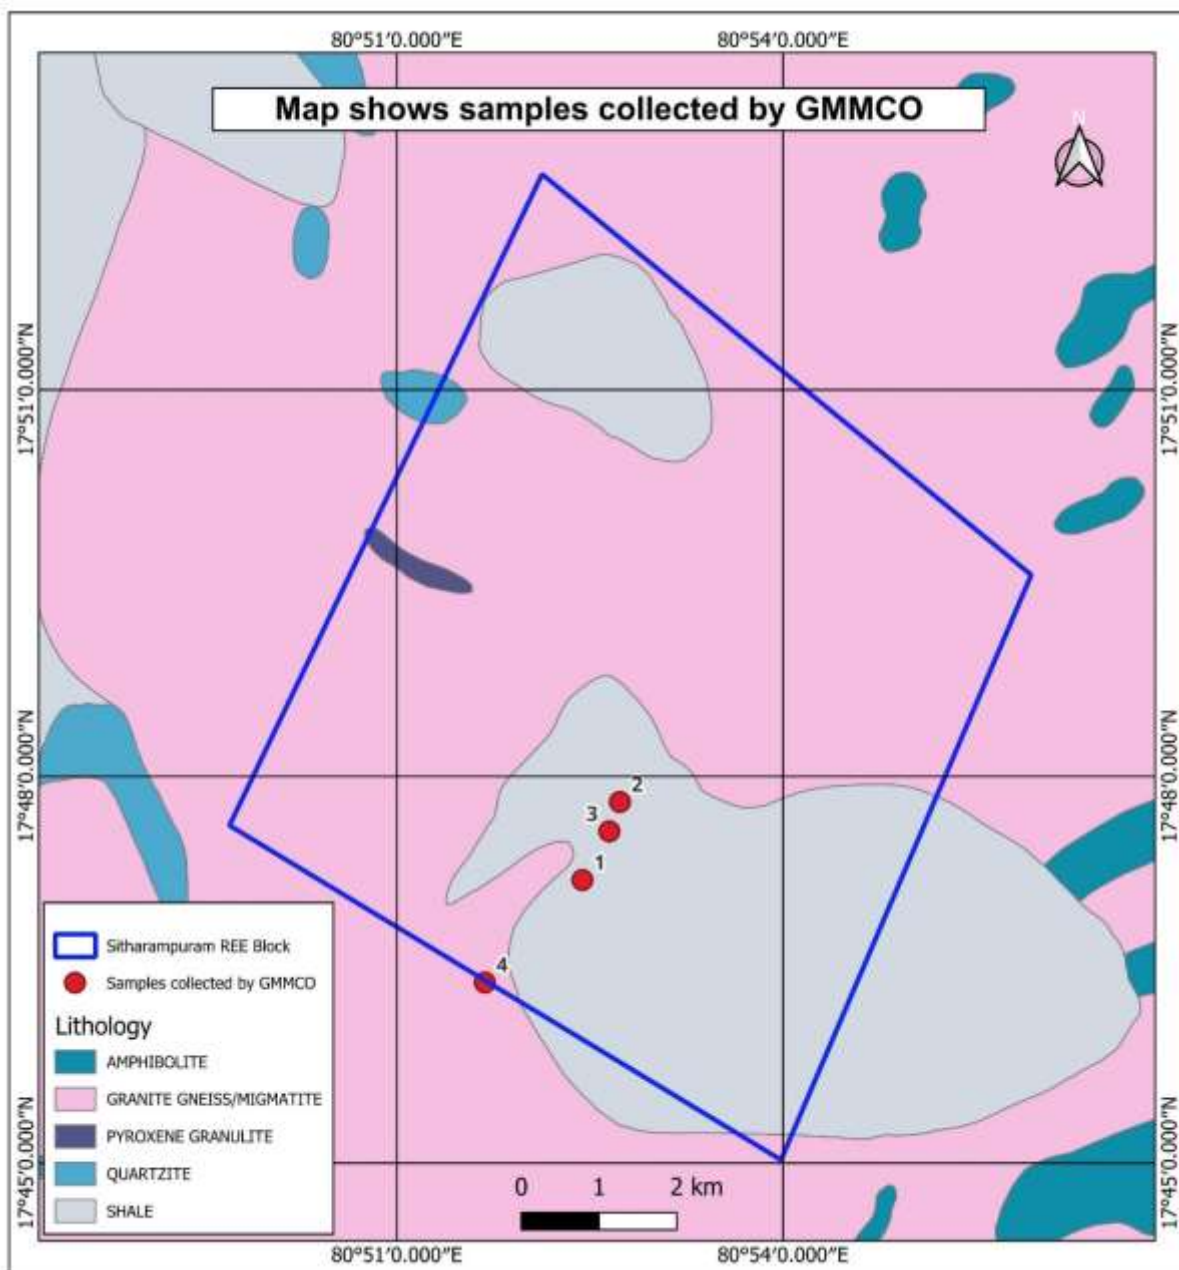 80°51′0.000″E
80°54′0.000″E
Map shows samples collected by GMMCO
N
17°51′0.000″N
17°51′0.000″N
17°48′0.000″N
17°48′0.000″N
2
3
1
4
Sitharampuram REE Block
Samples collected by GMMCO
Lithology
AMPHIBOLITE
GRANITE GNEISS/MIGMATITE
PYROXENE GRANULITE
QUARTZITE
SHALE
17°45′0.000″N
17°45′0.000″N
0 1 2 km
80°51′0.000″E
80°54′0.000″E